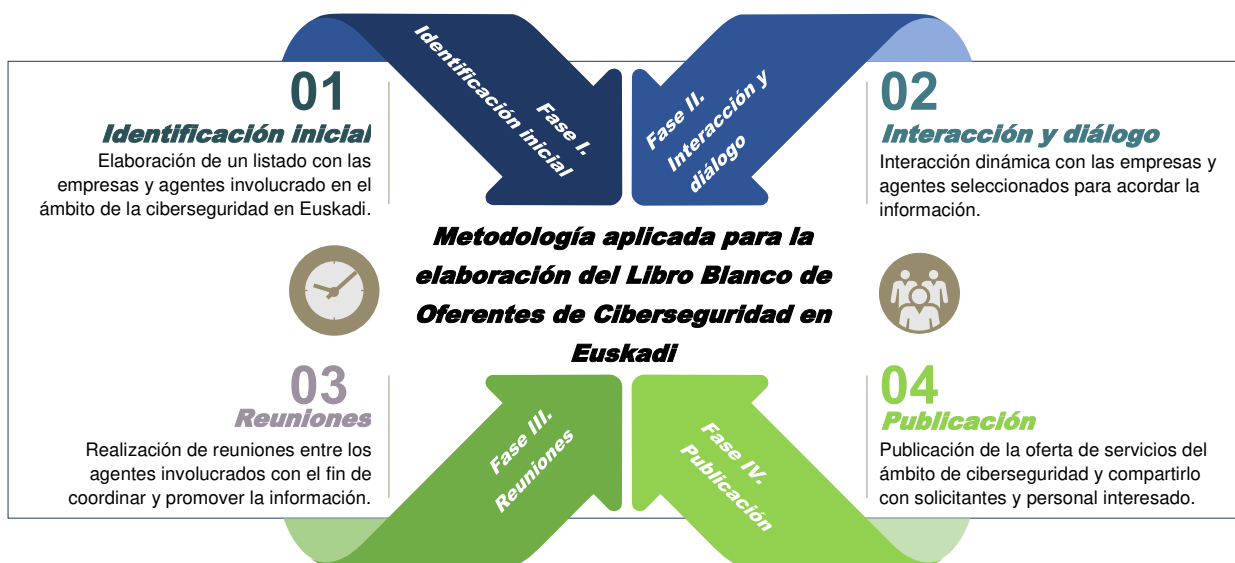 Fase I.
Identificación inicial
Fase II.
Interacción y
diálogo
01
Identificación inicial
Elaboración de un listado con las
empresas y agentes involucrado en el
ámbito de la ciberseguridad en Euskadi.
02
Interacción y diálogo
Interacción dinámica con las empresas y
agentes seleccionados para acordar la
información.
Metodología aplicada para la
elaboración del Libro Blanco de
Oferentes de Ciberseguridad en
Euskadi
03
Reuniones
Realización de reuniones entre los
agentes involucrados con el fin de
coordinar y promover la información.
Fase III.
Reuniones
Fase IV.
Publicación
04
Publicación
Publicación de la oferta de servicios del
ámbito de ciberseguridad y compartirlo
con solicitantes y personal interesado.